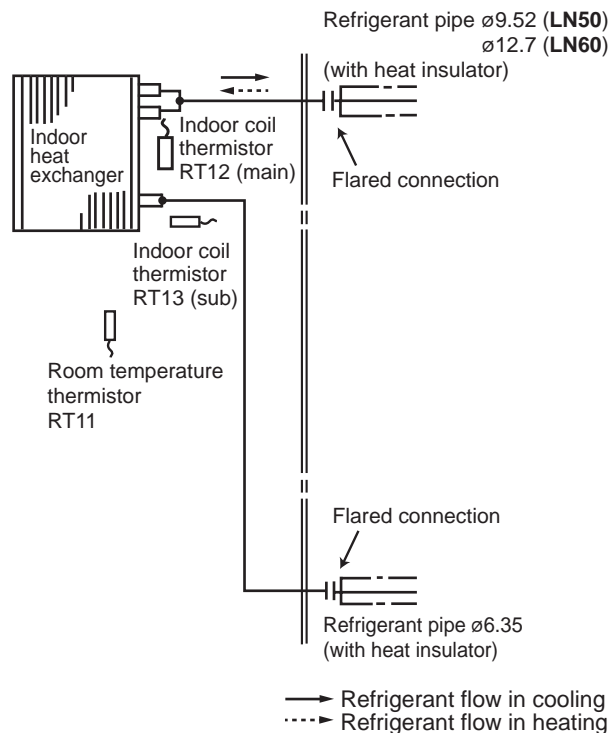 Refrigerant pipe ø9.52 (LN50)
ø12.7 (LN60)
(with heat insulator)
Indoor
heat
exchanger
Indoor coil
thermistor
RT12 (main)
Flared connection
Indoor coil
thermistor
RT13 (sub)
Room temperature
thermistor
RT11
Flared connection
Refrigerant pipe ø6.35
(with heat insulator)
Refrigerant flow in cooling
Refrigerant flow in heating